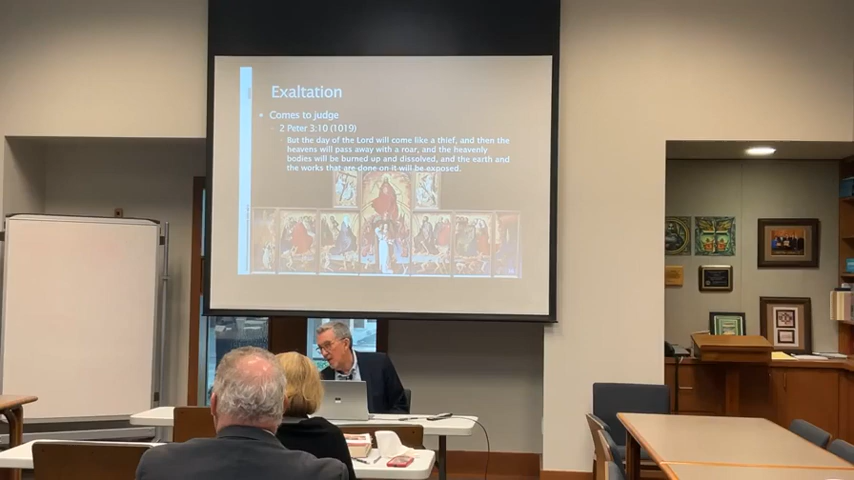 Exaltation
Comes to judge
2 Peter 3:10 (1019)
But the day of the Lord will come like a thief, and then the
heavens will pass away with a roar, and the heavenly
bodies will be burned up and dissolved, and the earth and
the works that are done on it will be exposed.